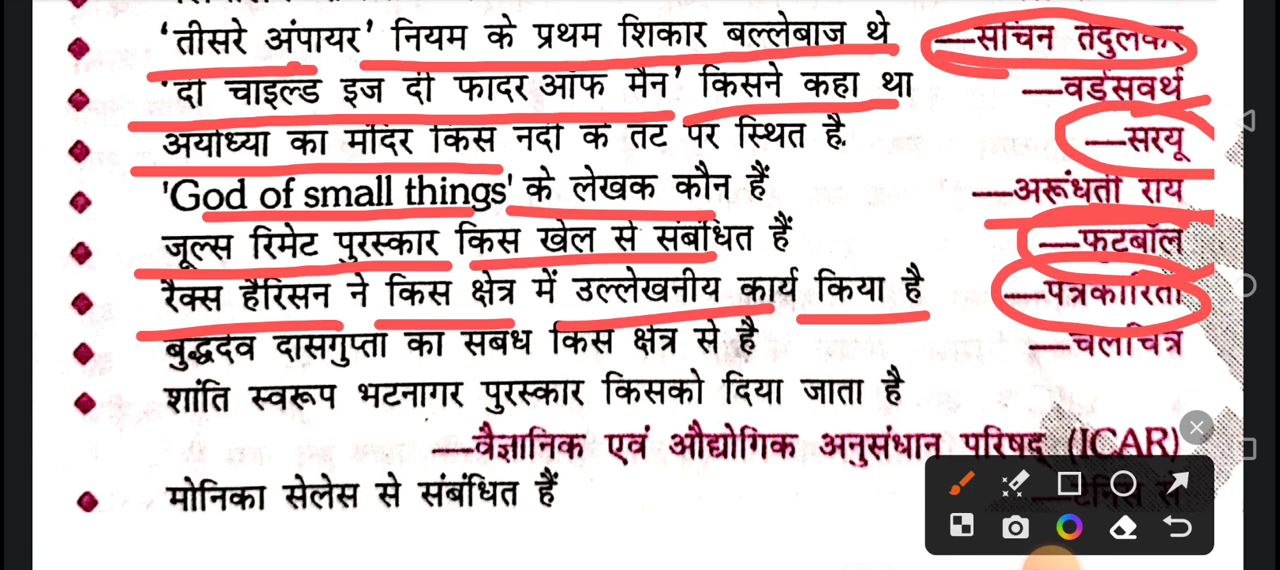 'तीसरे अंपायर' नियम के प्रथम शिकार बल्लेबाज थे —सचिन तेंदुलकर
'दी चाइल्ड इज दी फादर ऑफ मैन' किसने कहा था —वर्ड्सवर्थ
अयोध्या का मंदिर किस नदी के तट पर स्थित है. —सरयू
'God of small things' के लेखक कौन हैं —अरूंधती राय
जूल्स रिमेट पुरस्कार किस खेल से संबंधित हैं —फुटबॉल
रैक्स हैरिसन ने किस क्षेत्र में उल्लेखनीय कार्य किया है —पत्रकारिता
बुद्धदेव दासगुप्ता का संबंध किस क्षेत्र से है —चलचित्र
शांति स्वरूप भटनागर पुरस्कार किसको दिया जाता है
—वैज्ञानिक एवं औद्योगिक अनुसंधान परिषद् (ICAR)
मोनिका सेलेस से संबंधित हैं —टेनिस से